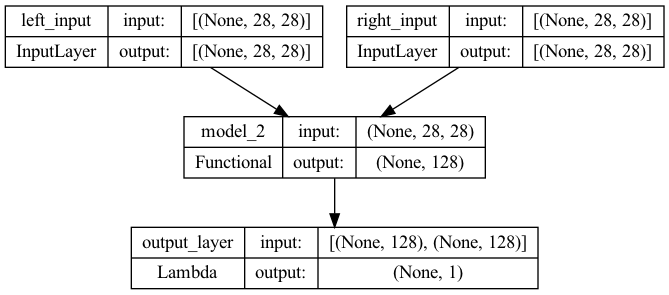 left_input input: [(None, 28, 28)]
InputLayer output: [(None, 28, 28)]
right_input input: [(None, 28, 28)]
InputLayer output: [(None, 28, 28)]
model_2 input: (None, 28, 28)
Functional output: (None, 128)
output_layer input: [(None, 128), (None, 128)]
Lambda output: (None, 1)